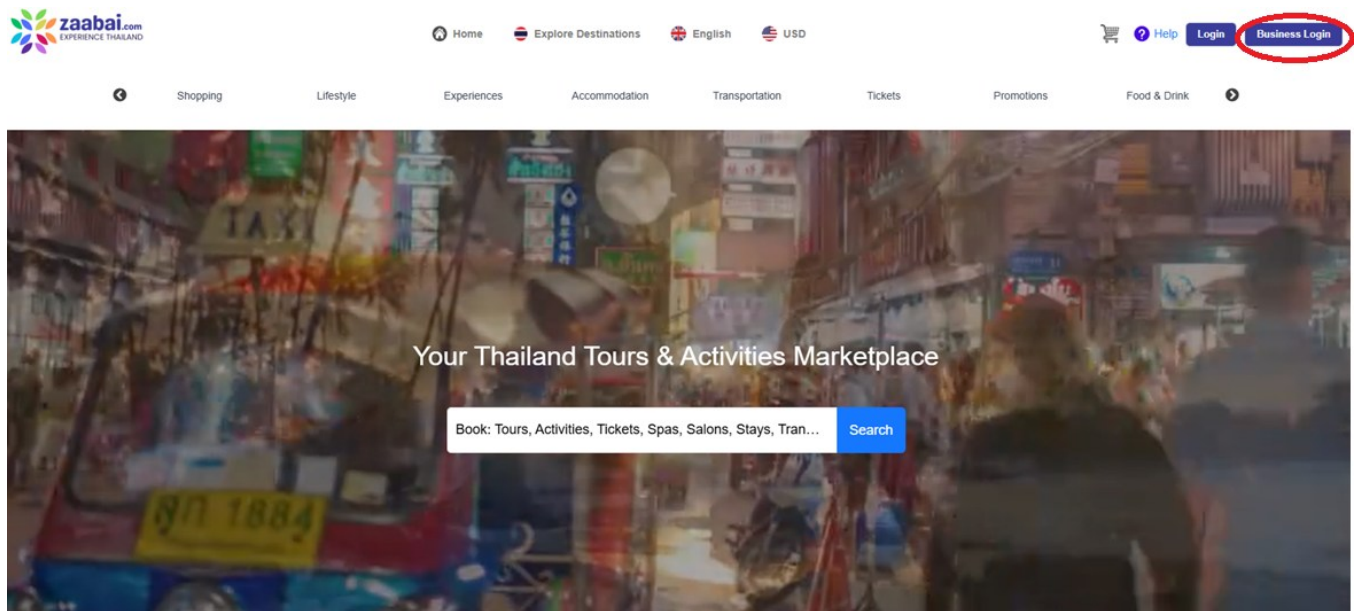 zaabai.com
EXPERIENCE THAILAND
Home
Explore Destinations
English
USD
? Help
Login
Business Login
Shopping
Lifestyle
Experiences
Accommodation
Transportation
Tickets
Promotions
Food & Drink
TAXI
Your Thailand Tours & Activities Marketplace
Book: Tours, Activities, Tickets, Spas, Salons, Stays, Tran...
Search
1884